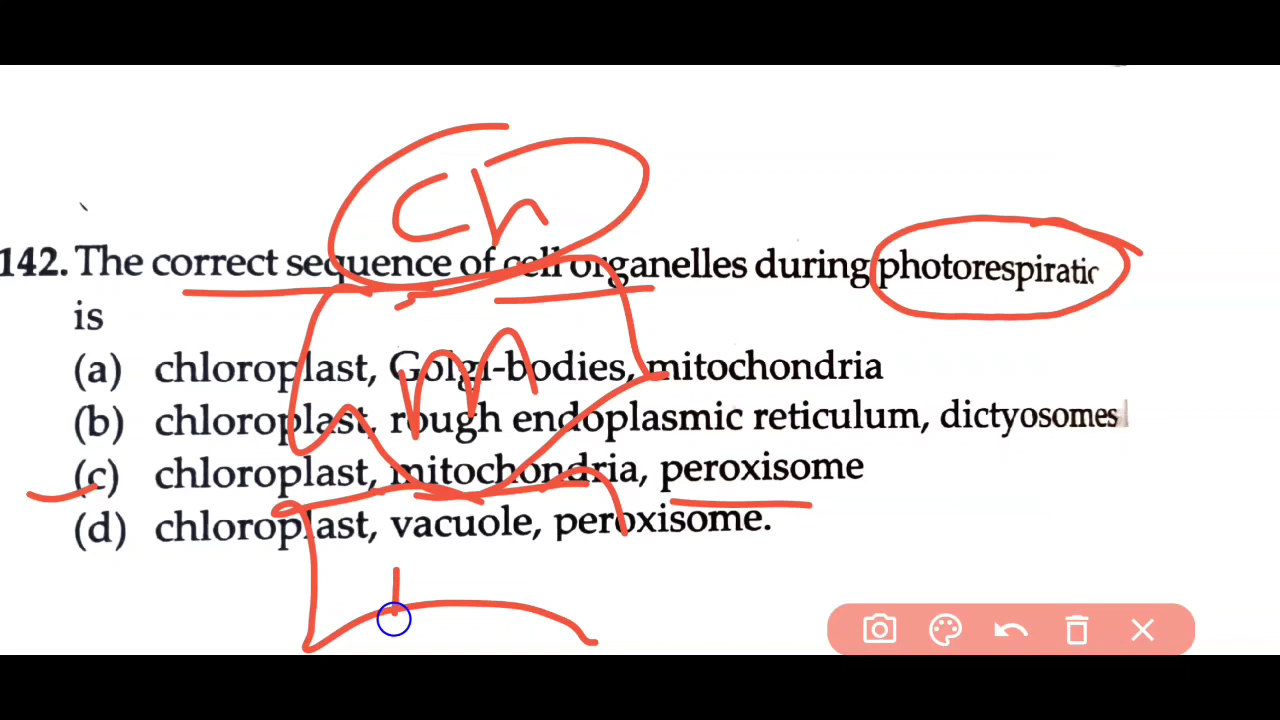 Ch
142. The correct sequence of cell organelles during photorespiratic
is
m
(a) chloroplast, Golgi-bodies, mitochondria
(b) chloroplast, rough endoplasmic reticulum, dictyosomes
(c) chloroplast, mitochondria, peroxisome
(d) chloroplast, vacuole, peroxisome.